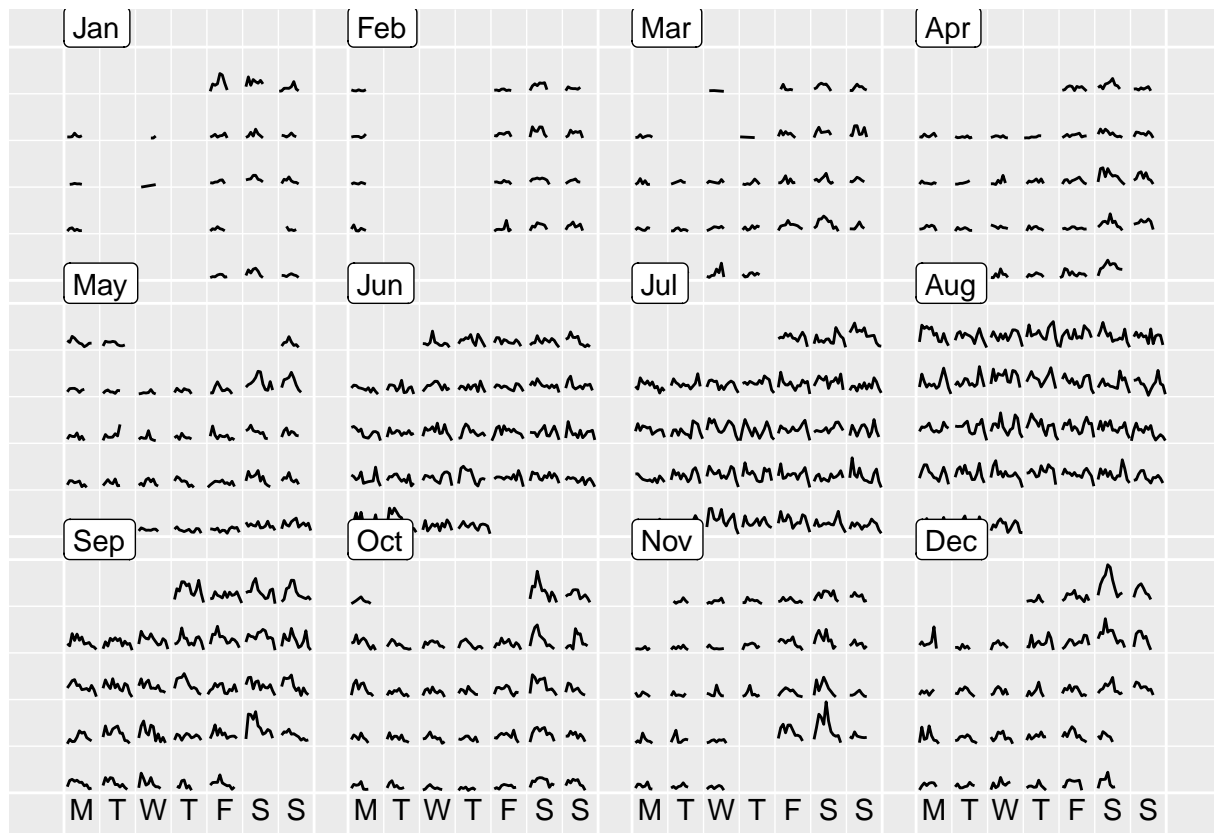 Jan Feb Mar Apr
May Jun Jul Aug
Sep Oct Nov Dec
M T W T F S S M T W T F S S M T W T F S S M T W T F S S